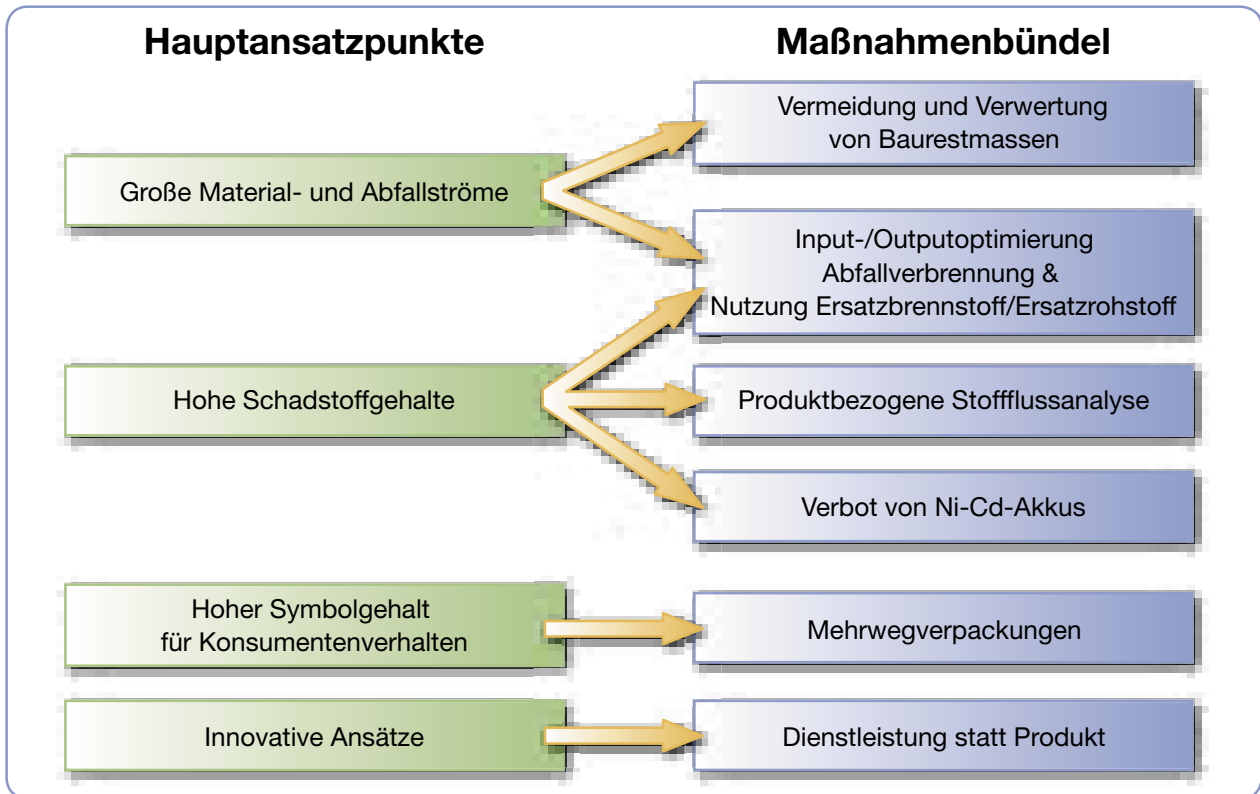 Hauptansatzpunkte
Maßnahmenbündel
Große Material- und Abfallströme
Vermeidung und Verwertung
von Baurestmassen
Input-/Outputoptimierung
Abfallverbrennung &
Nutzung Ersatzbrennstoff/Ersatzrohstoff
Hohe Schadstoffgehalte
Produktbezogene Stoffflussanalyse
Verbot von Ni-Cd-Akkus
Hoher Symbolgehalt
für Konsumentenverhalten
Mehrwegverpackungen
Innovative Ansätze
Dienstleistung statt Produkt